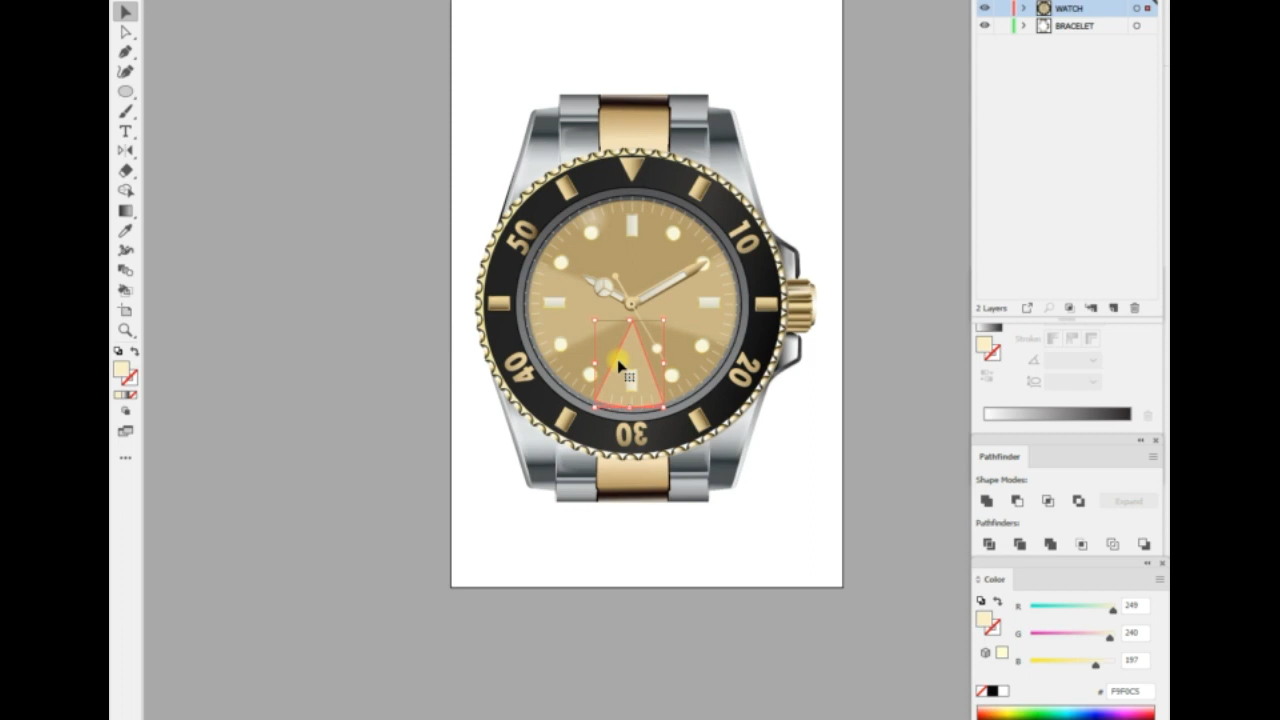 WATCH
BRACELET
2 Layers
Stroke:
Pathfinder
Shape Modes:
Expand
Pathfinders:
Color
R 249
G 240
B 197
# F9F0C5
50
10
40
20
30